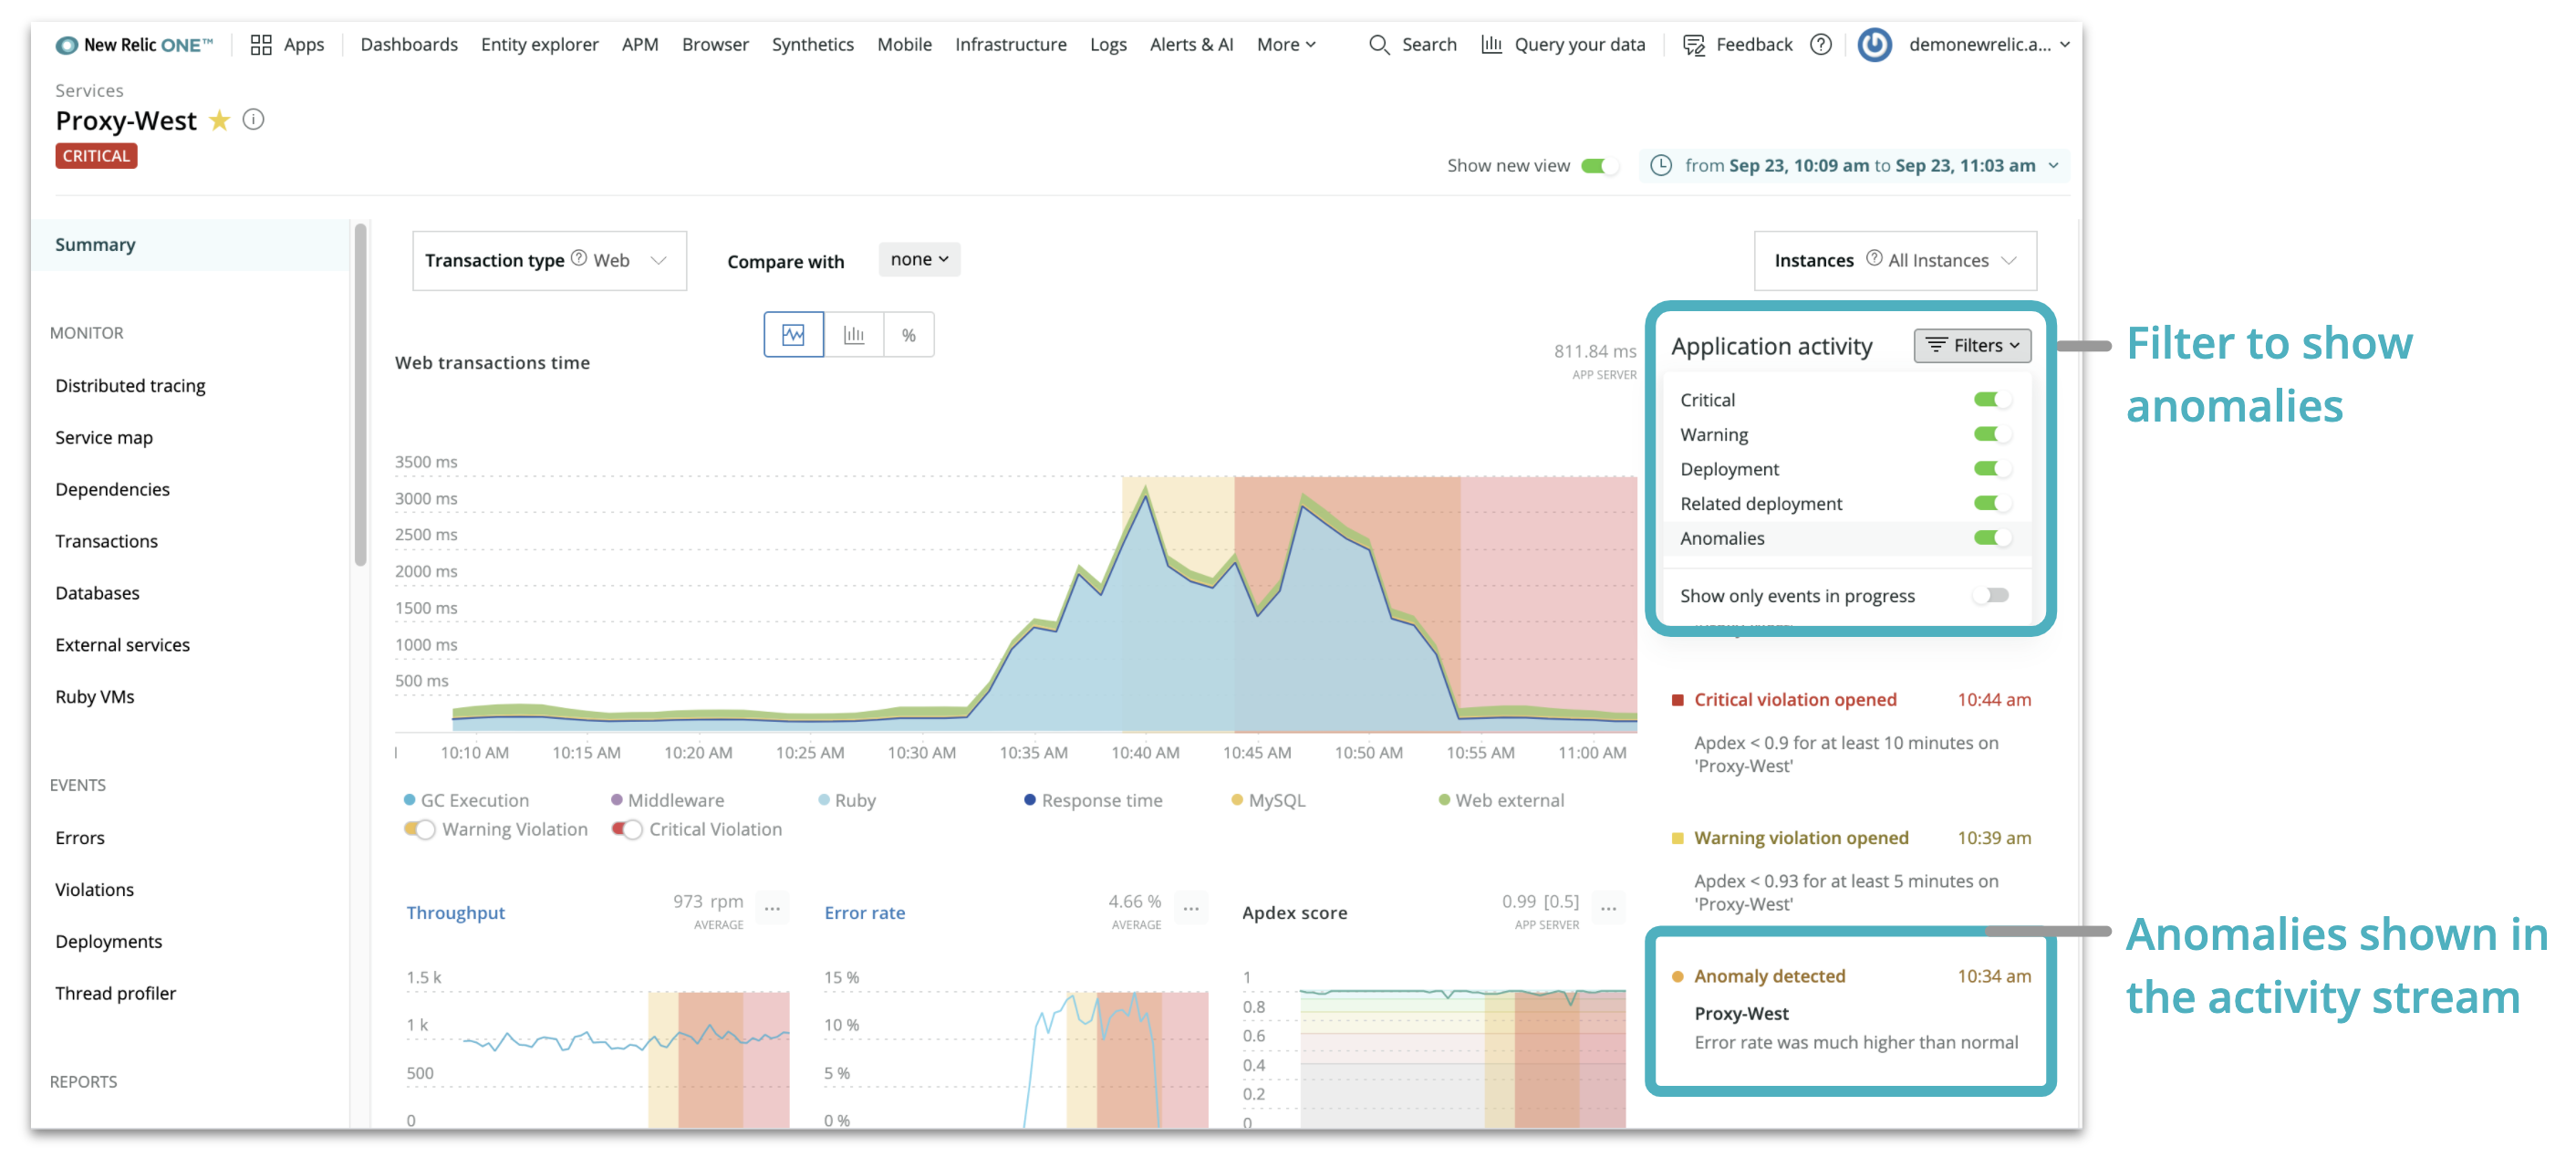 New Relic ONE™
Apps
Dashboards
Entity explorer
APM
Browser
Synthetics
Mobile
Infrastructure
Logs
Alerts & AI
More
Search
Query your data
Feedback
demonewrelic.a...
Services
Proxy-West
CRITICAL
Show new view
from Sep 23, 10:09 am to Sep 23, 11:03 am
Summary
MONITOR
Distributed tracing
Service map
Dependencies
Transactions
Databases
External services
Ruby VMs
EVENTS
Errors
Violations
Deployments
Thread profiler
REPORTS
Transaction type ? Web
Compare with
none
Instances ? All Instances
%
Web transactions time
811.84 ms
APP SERVER
3500 ms
3000 ms
2500 ms
2000 ms
1500 ms
1000 ms
500 ms
10:10 AM
10:15 AM
10:20 AM
10:25 AM
10:30 AM
10:35 AM
10:40 AM
10:45 AM
10:50 AM
10:55 AM
11:00 AM
GC Execution
Middleware
Ruby
Response time
MySQL
Web external
Warning Violation
Critical Violation
Throughput
973 rpm
AVERAGE
...
1.5 k
1 k
500
0
Error rate
4.66 %
AVERAGE
...
15 %
10 %
5 %
0 %
Apdex score
0.99 [0.5]
APP SERVER
...
1
0.8
0.6
0.4
0.2
0
Application activity
Filters
Critical
Warning
Deployment
Related deployment
Anomalies
Show only events in progress
Critical violation opened
10:44 am
Apdex < 0.9 for at least 10 minutes on
'Proxy-West'
Warning violation opened
10:39 am
Apdex < 0.93 for at least 5 minutes on
'Proxy-West'
Anomaly detected
10:34 am
Proxy-West
Error rate was much higher than normal
Filter to show
anomalies
Anomalies shown in
the activity stream